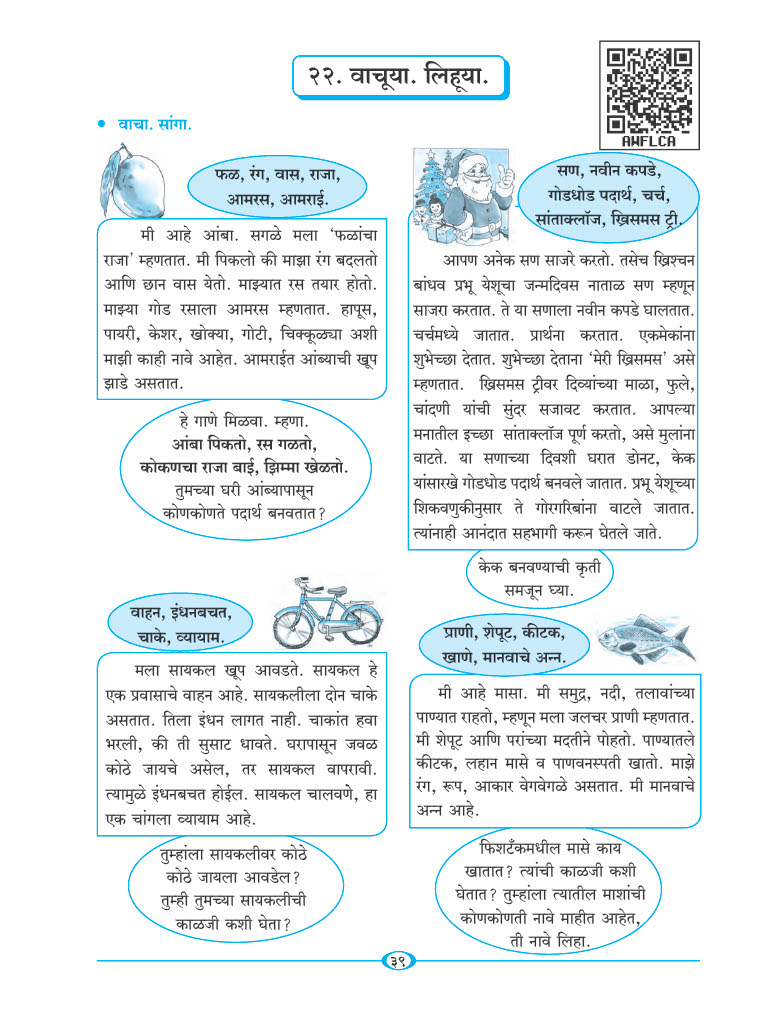 २२. वाचूया. लिहूया.
AWFLCA
• वाचा. सांगा.
फळ, रंग, वास, राजा,
आमरस, आमराई.
मी आहे आंबा. सगळे मला ‘फळांचा
राजा’ म्हणतात. मी पिकलो की माझा रंग बदलतो
आणि छान वास येतो. माझ्यात रस तयार होतो.
माझ्या गोड रसाला आमरस म्हणतात. हापूस,
पायरी, केशर, खोक्या, गोटी, चिक्कूळ्या अशी
माझी काही नावे आहेत. आमराईत आंब्याची खूप
झाडे असतात.
हे गाणे मिळवा. म्हणा.
आंबा पिकतो, रस गळतो,
कोकणचा राजा बाई, झिम्मा खेळतो.
तुमच्या घरी आंब्यापासून
कोणकोणते पदार्थ बनवतात?
सण, नवीन कपडे,
गोडधोड पदार्थ, चर्च,
सांताक्लॉज, ख्रिसमस ट्री.
आपण अनेक सण साजरे करतो. तसेच ख्रिश्चन
बांधव प्रभू येशूचा जन्मदिवस नाताळ सण म्हणून
साजरा करतात. ते या सणाला नवीन कपडे घालतात.
चर्चमध्ये जातात. प्रार्थना करतात. एकमेकांना
शुभेच्छा देतात. शुभेच्छा देताना ‘मेरी ख्रिसमस’ असे
म्हणतात. ख्रिसमस ट्रीवर दिव्यांच्या माळा, फुले,
चांदणी यांची सुंदर सजावट करतात. आपल्या
मनातील इच्छा सांताक्लॉज पूर्ण करतो, असे मुलांना
वाटते. या सणाच्या दिवशी घरात डोनट, केक
यांसारखे गोडधोड पदार्थ बनवले जातात. प्रभू येशूच्या
शिकवणुकीनुसार ते गोरगरिबांना वाटले जातात.
त्यांनाही आनंदात सहभागी करून घेतले जाते.
केक बनवण्याची कृती
समजून घ्या.
वाहन, इंधनबचत,
चाके, व्यायाम.
मला सायकल खूप आवडते. सायकल हे
एक प्रवासाचे वाहन आहे. सायकलीला दोन चाके
असतात. तिला इंधन लागत नाही. चाकांत हवा
भरली, की ती सुसाट धावते. घरापासून जवळ
कोठे जायचे असेल, तर सायकल वापरावी.
त्यामुळे इंधनबचत होईल. सायकल चालवणे, हा
एक चांगला व्यायाम आहे.
तुम्हांला सायकलीवर कोठे
कोठे जायला आवडेल?
तुम्ही तुमच्या सायकलीची
काळजी कशी घेता?
प्राणी, शेपूट, कीटक,
खाणे, मानवाचे अन्न.
मी आहे मासा. मी समुद्र, नदी, तलावांच्या
पाण्यात राहतो, म्हणून मला जलचर प्राणी म्हणतात.
मी शेपूट आणि परांच्या मदतीने पोहतो. पाण्यातले
कीटक, लहान मासे व पाणवनस्पती खातो. माझे
रंग, रूप, आकार वेगवेगळे असतात. मी मानवाचे
अन्न आहे.
फिशटँकमधील मासे काय
खातात? त्यांची काळजी कशी
घेतात? तुम्हांला त्यातील माशांची
कोणकोणती नावे माहीत आहेत,
ती नावे लिहा.
३९